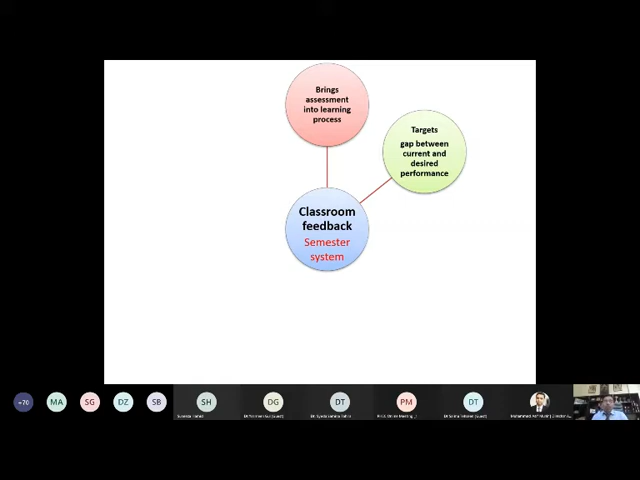 Brings
assessment
into learning
process
Targets
gap between
current and
desired
performance
Classroom
feedback
Semester
system
+70
MA
SG
DZ
SB
SH
DG
DT
PM
DT